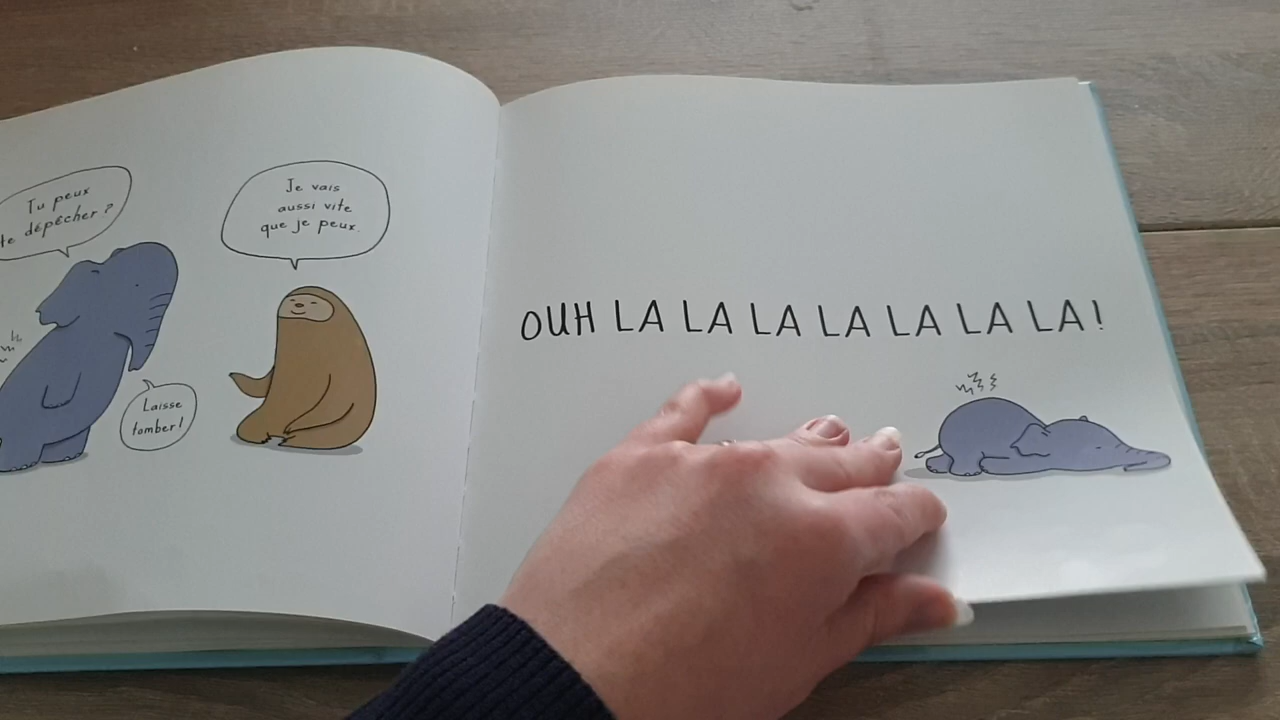 Tu peux
te dépêcher ?
Je vais
aussi vite
que je peux.
Laisse
tomber !
OUH LA LA LA LA LA LA LA !